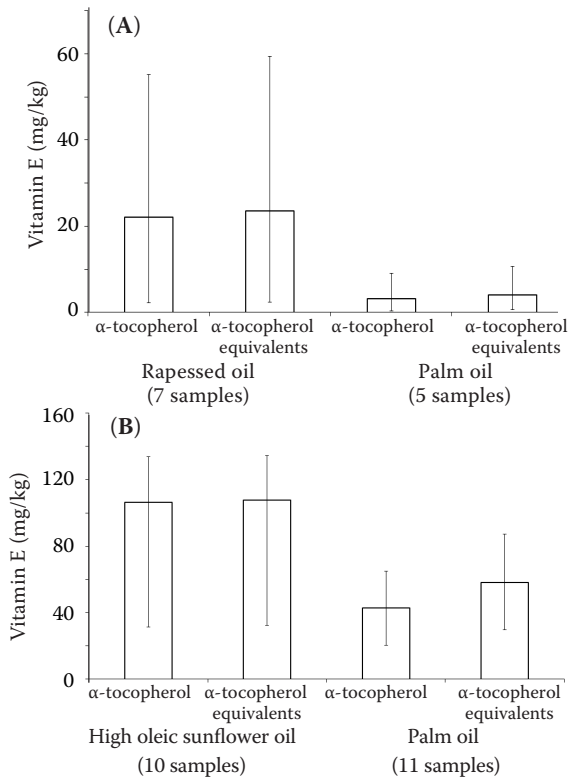 (A)
Vitamin E (mg/kg)
60
40
20
0
α-tocopherol
α-tocopherol
equivalents
α-tocopherol
α-tocopherol
equivalents
Rapessed oil
(7 samples)
Palm oil
(5 samples)
(B)
Vitamin E (mg/kg)
160
120
80
40
0
α-tocopherol
α-tocopherol
equivalents
α-tocopherol
α-tocopherol
equivalents
High oleic sunflower oil
(10 samples)
Palm oil
(11 samples)